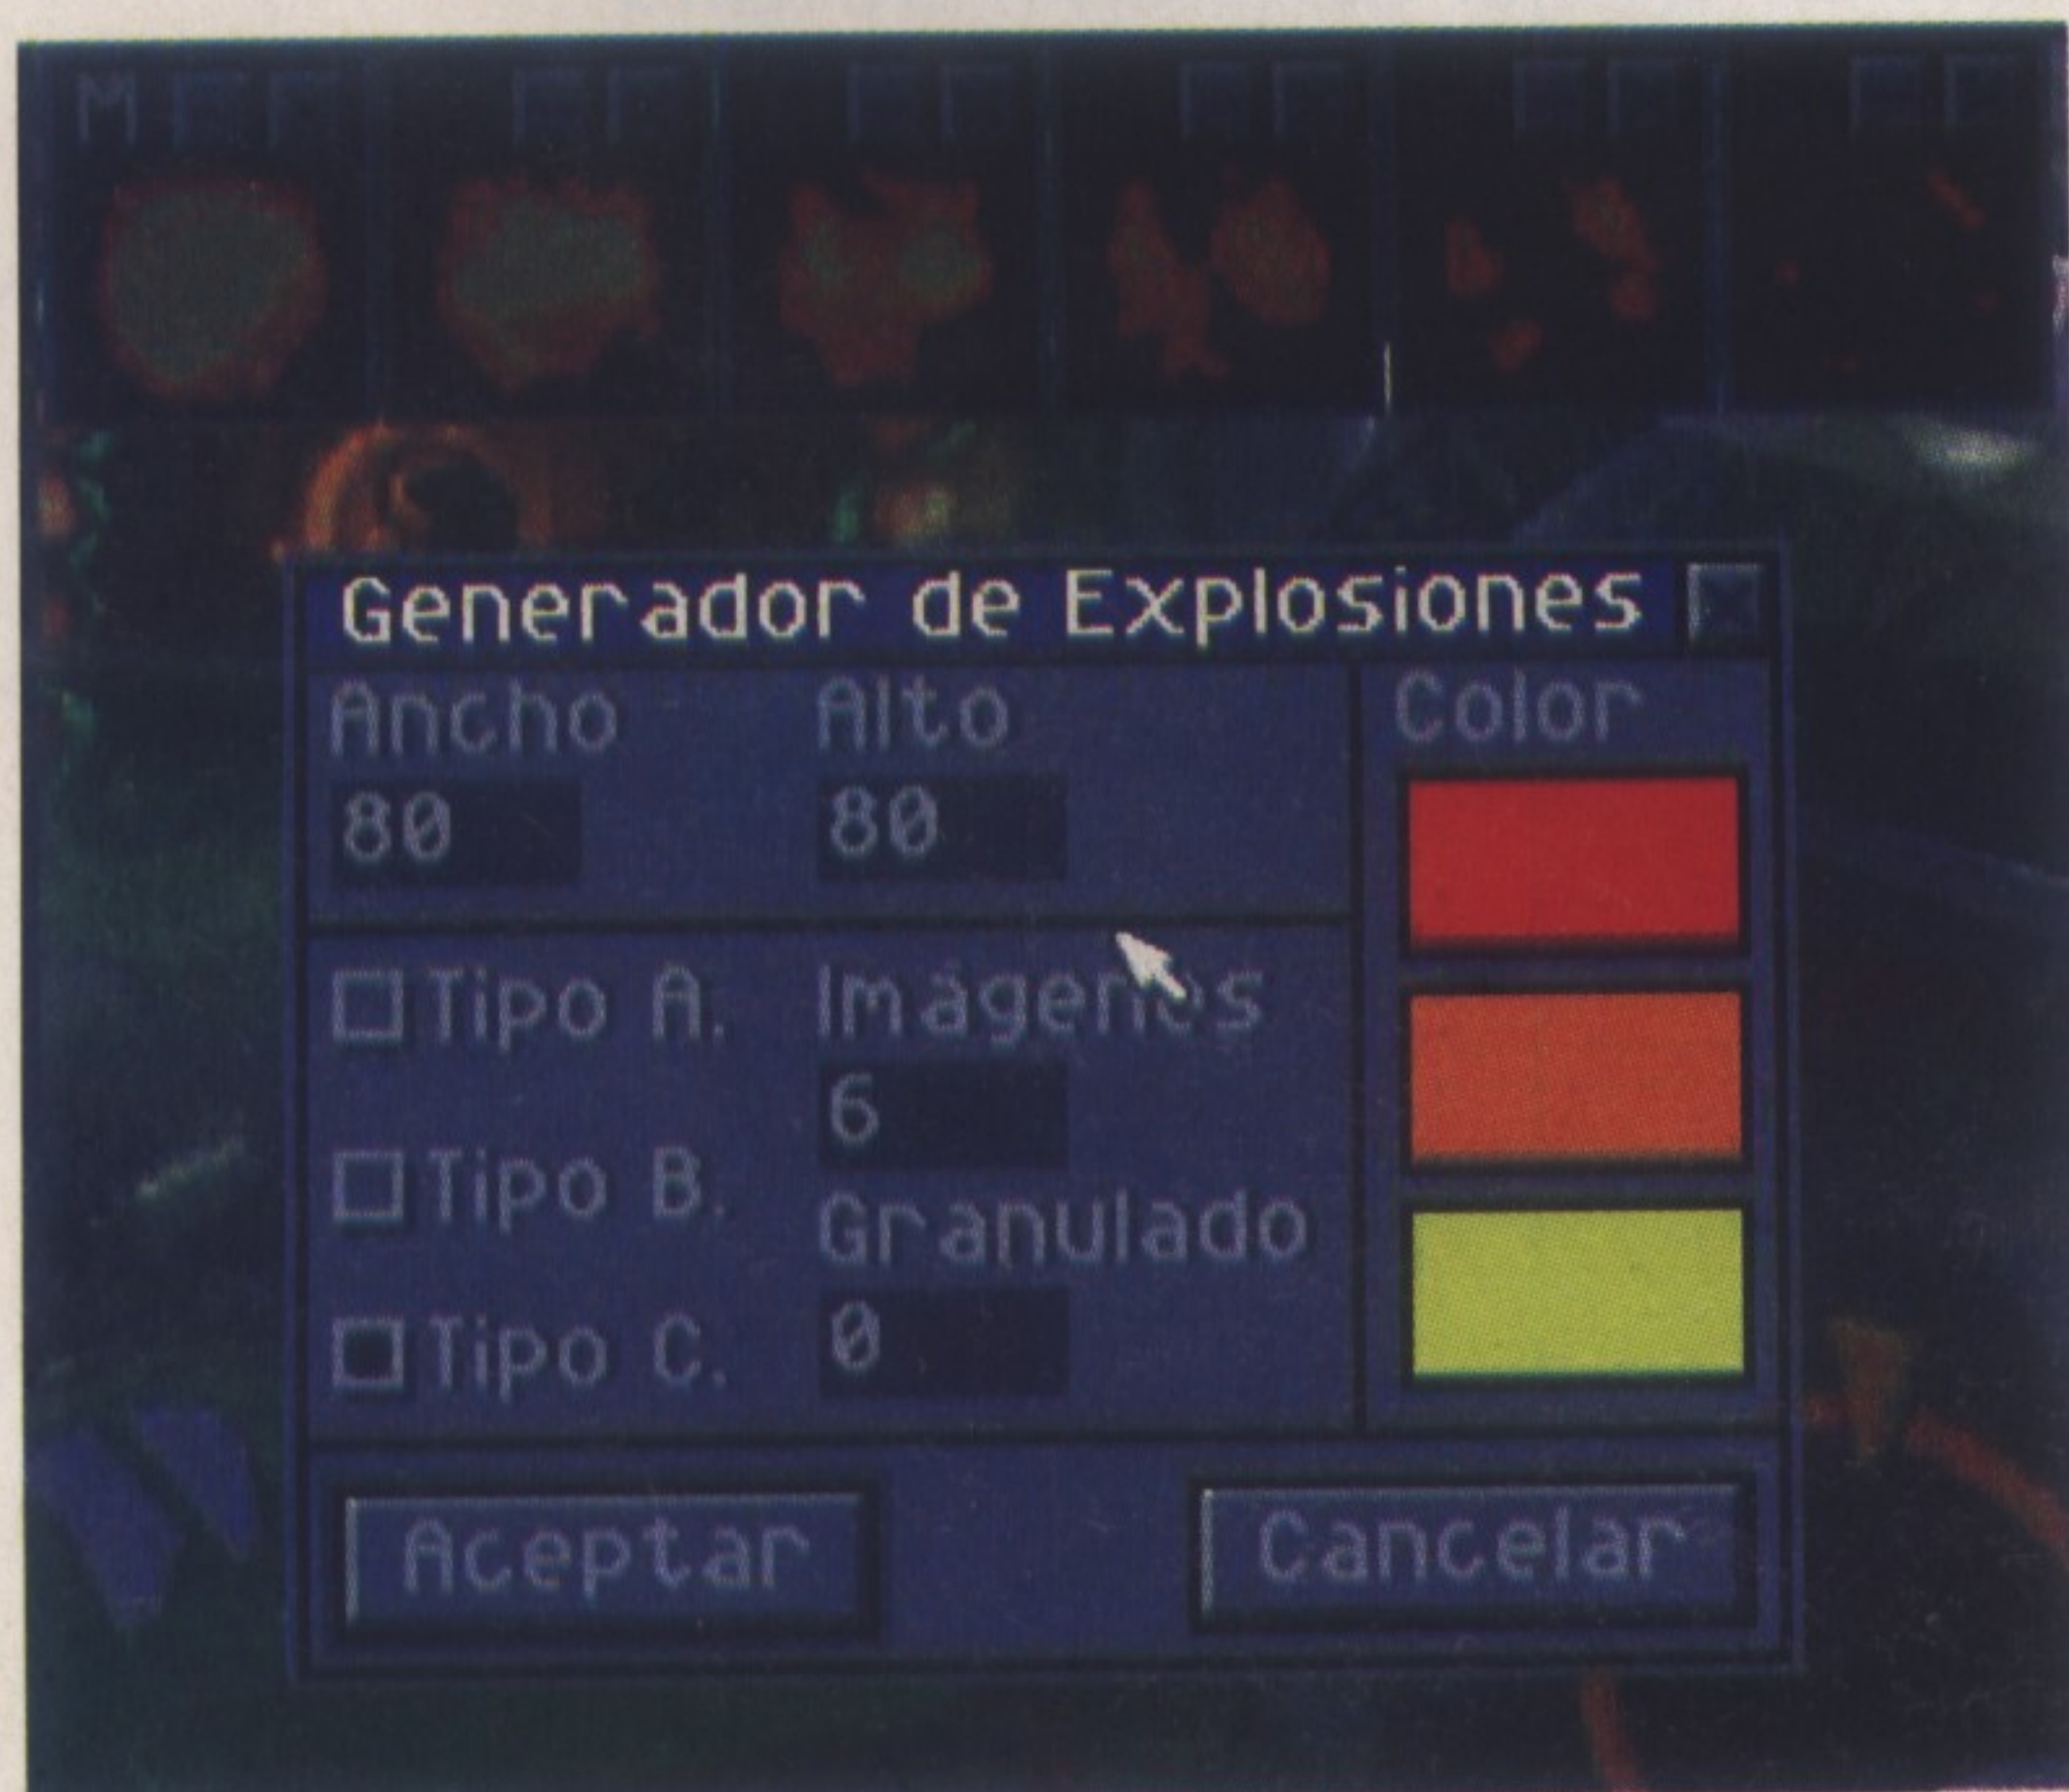 Generador de Explosiones
Ancho Alto Color
80 80
Tipo A. Imágenes
6
Tipo B.
Granulado
Tipo C. 0
Aceptar Cancelar